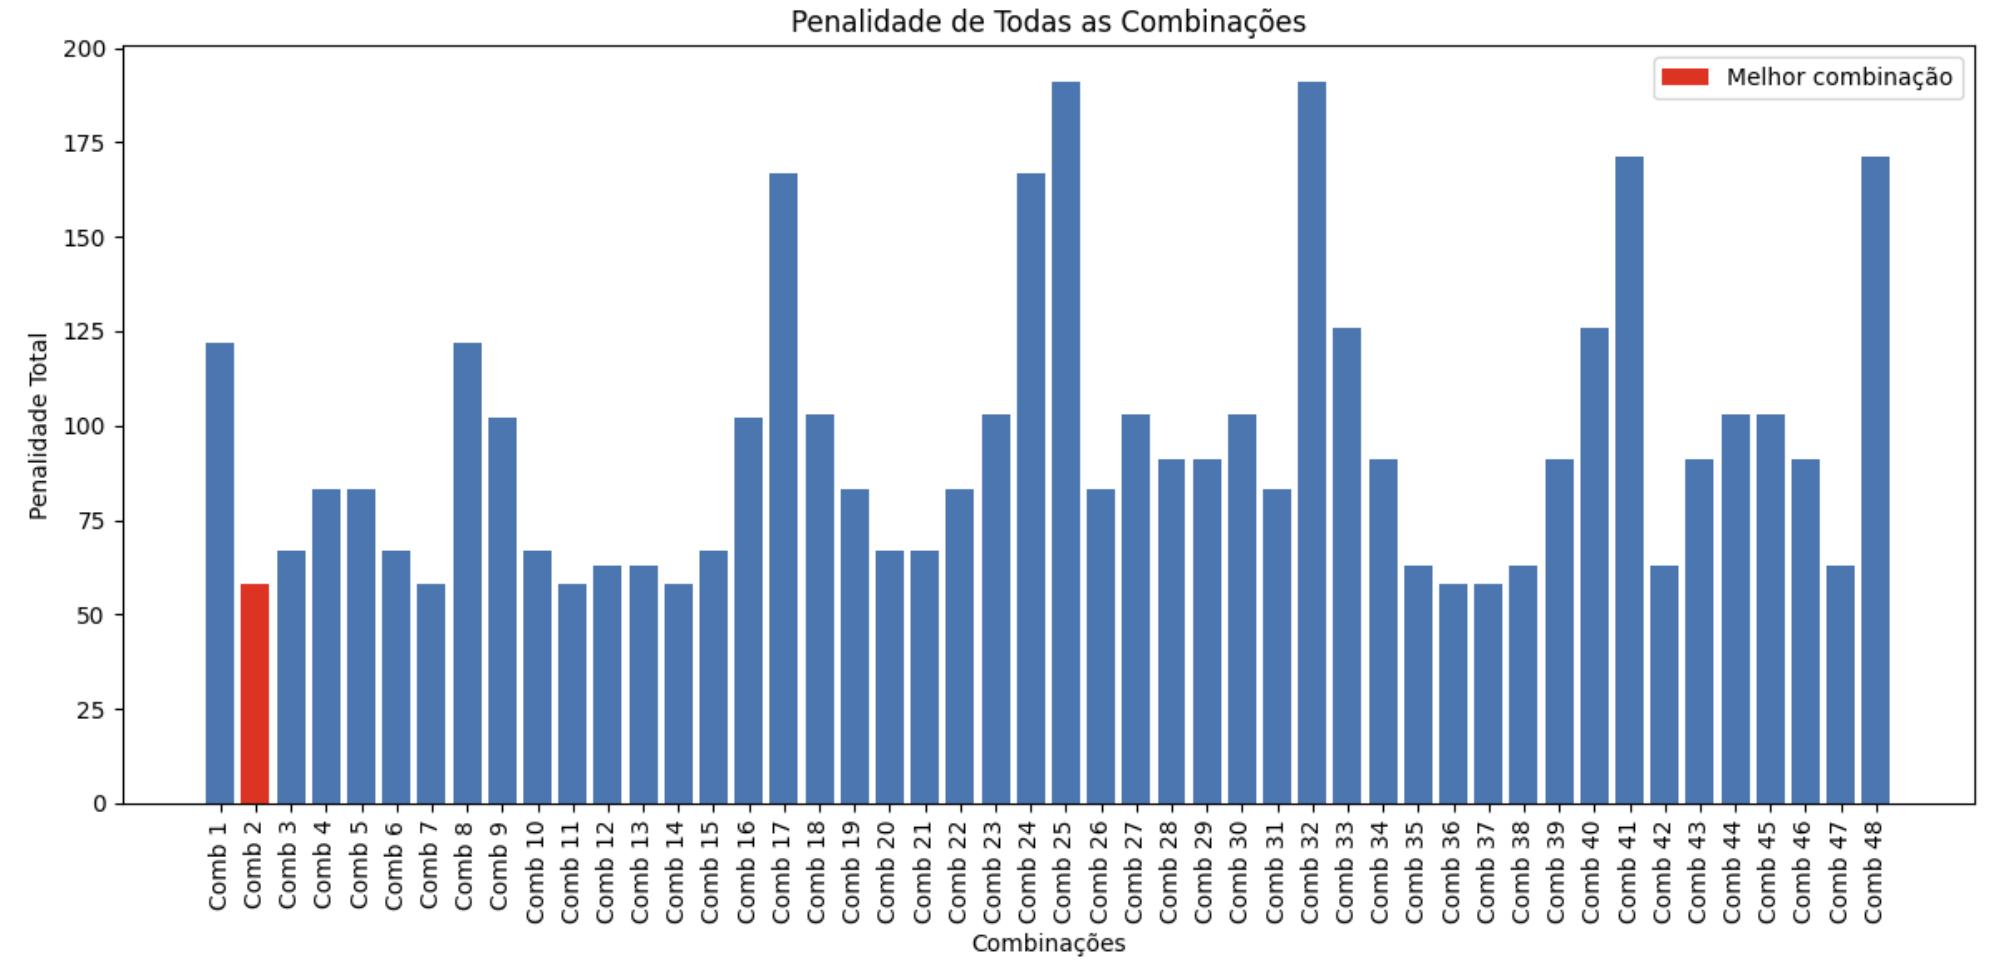 Penalidade de Todas as Combinações
Melhor combinação
Penalidade Total
200
175
150
125
100
75
50
25
0
Comb 1
Comb 2
Comb 3
Comb 4
Comb 5
Comb 6
Comb 7
Comb 8
Comb 9
Comb 10
Comb 11
Comb 12
Comb 13
Comb 14
Comb 15
Comb 16
Comb 17
Comb 18
Comb 19
Comb 20
Comb 21
Comb 22
Comb 23
Comb 24
Comb 25
Comb 26
Comb 27
Comb 28
Comb 29
Comb 30
Comb 31
Comb 32
Comb 33
Comb 34
Comb 35
Comb 36
Comb 37
Comb 38
Comb 39
Comb 40
Comb 41
Comb 42
Comb 43
Comb 44
Comb 45
Comb 46
Comb 47
Comb 48
Combinações